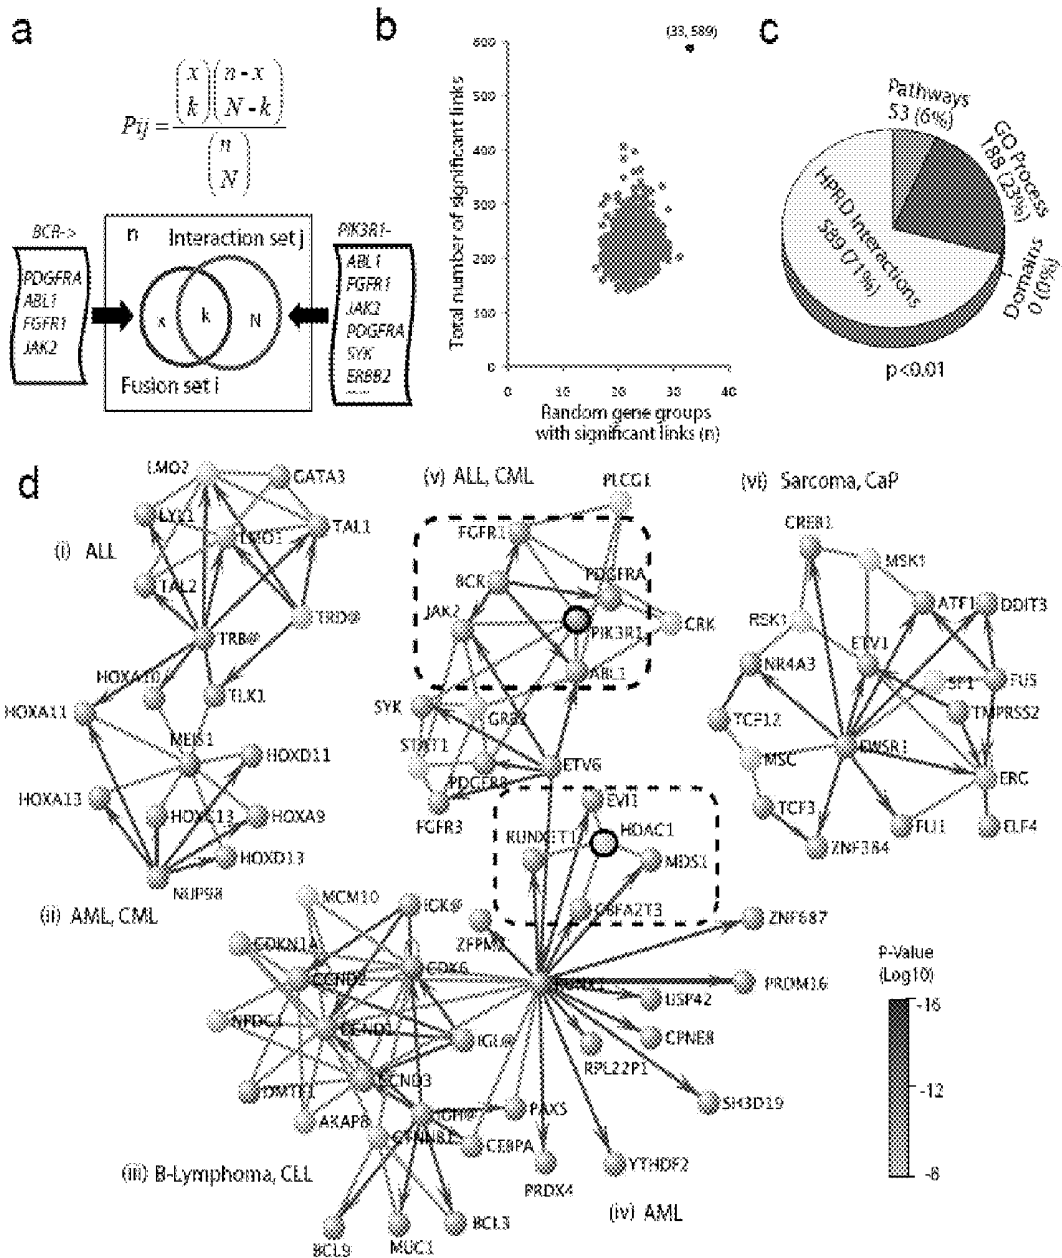 a
Pij =
( x k ) ( n - x N - k )
( n N )
BCR->
PDGFRA
ABL1
FGFR1
JAK2
n
Interaction set j
x
k
N
Fusion set i
PIK3R1-
ABL1
FGFR1
JAK2
PDGFRA
SYK
ERBB2
......
b
(33, 589)
Total number of significant links
600
500
400
300
200
100
0
0
10
20
30
40
Random gene groups
with significant links (n)
c
Pathways
53 (6%)
GO Process
188 (23%)
Domains
0 (0%)
HPRD Interactions
589 (71%)
p<0.01
d
LMO2
GATA3
LYL1
LMO1
TAL1
(i) ALL
TAL2
TRD@
TRB@
HOXA10
TLX1
HOXA11
MEIS1
HOXD11
HOXA13
HOXC13
HOXA9
HOXD13
NUP98
(ii) AML, CML
(v) ALL, CML
PLCG1
FGFR1
BCR
PDGFRA
JAK2
PIK3R1
CRK
ABL1
SYK
GRB2
STAT1
PDGFRB
ETV6
FGFR3
(vi) Sarcoma, CaP
CREB1
MSK1
ATF1
DDIT3
RSK1
ETV1
NR4A3
SP1
FUS
TMPRSS2
TCF12
EWSR1
MSC
ERG
TCF3
FLI1
ELF4
ZNF384
EVI1
RUNX1T1
HDAC1
MDS1
CBFA2T3
MCM10
IGK@
ZFPM2
ZNF687
CDKN1A
CCND2
CDK6
RUNX1
PRDM16
USP42
NPDC1
CCND1
IGL@
CPNE8
RPL22P1
CCND3
DMTF1
SH3D19
AKAP8
IGH@
PAX5
CTNNB1
CEBPA
(iii) B-Lymphoma, CLL
PRDX4
YTHDF2
(iv) AML
BCL9
MUC1
BCL3
P-Value
(Log10)
-16
-12
-8